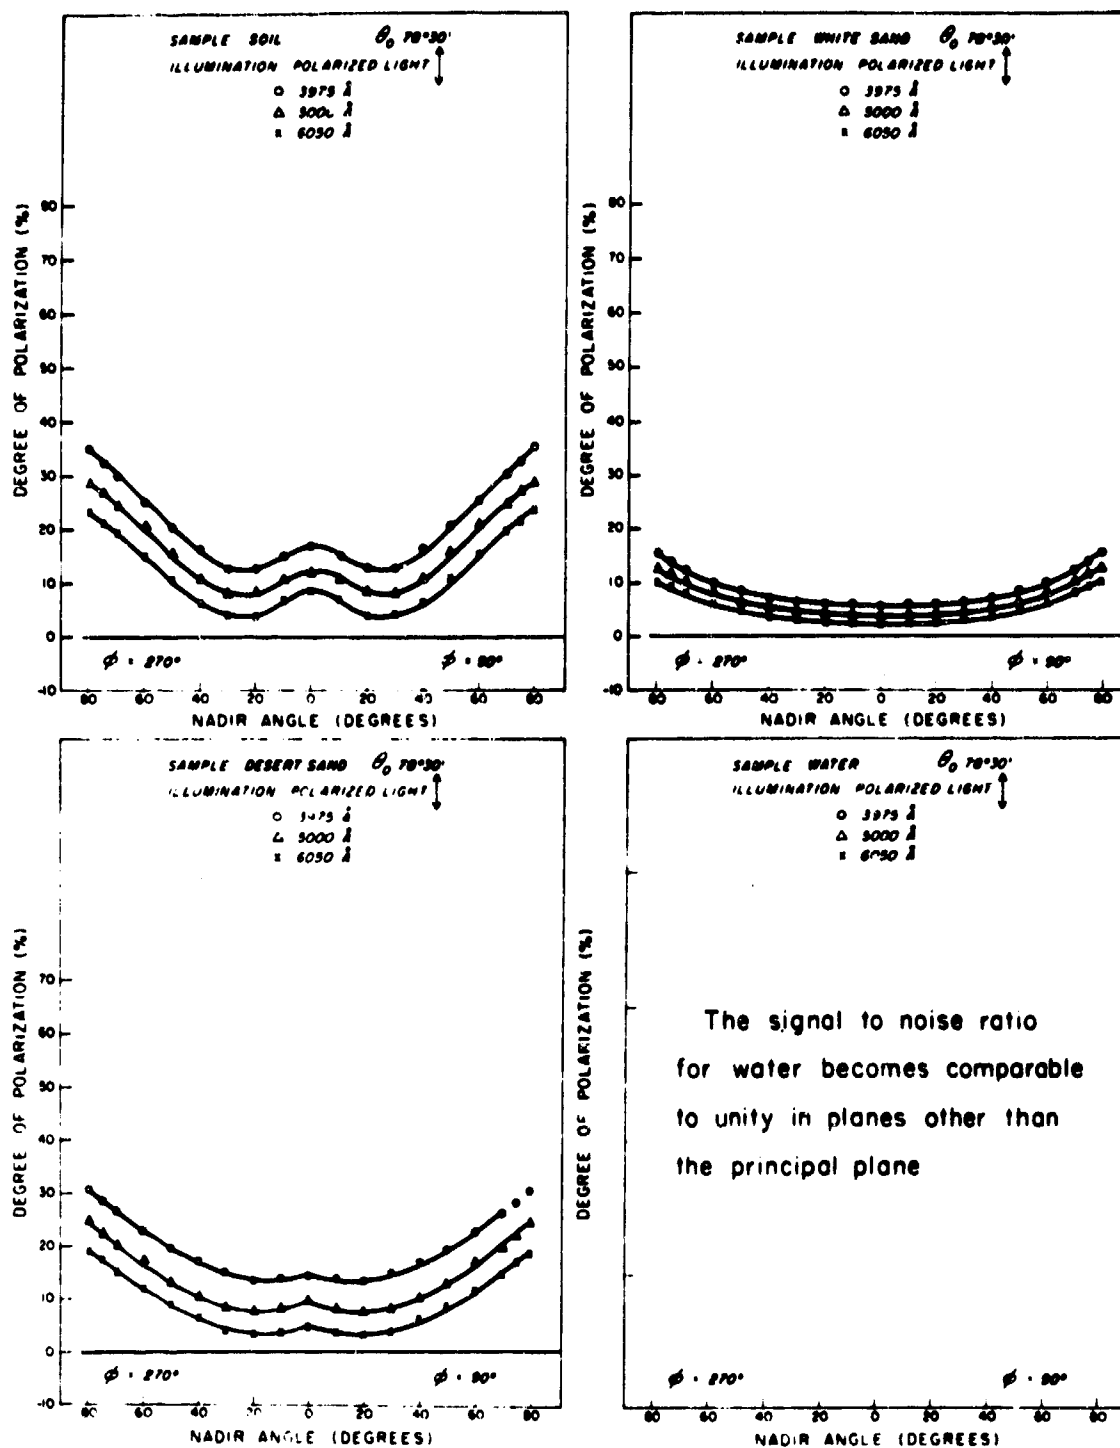 SAMPLE SOIL θ₀ 78°30'
ILLUMINATION POLARIZED LIGHT
o 3975 Å
Å
x 6050 Å
DEGREE OF POLARIZATION (%)
80
70
60
50
40
30
20
10
0
-10
ϕ = 270°
ϕ = 90°
80 60 40 20 0 20 40 60 80
NADIR ANGLE (DEGREES)
SAMPLE WHITE SAND θ₀ 78°30'
ILLUMINATION POLARIZED LIGHT
o 3975 Å
△ 5000 Å
x 6050 Å
DEGREE OF POLARIZATION (%)
80
70
60
50
40
30
20
10
0
-10
ϕ = 270°
ϕ = 90°
80 60 40 20 0 20 40 60 80
NADIR ANGLE (DEGREES)
SAMPLE DESERT SAND θ₀ 78°30'
ILLUMINATION POLARIZED LIGHT
o 3975 Å
△ 5000 Å
x 6050 Å
DEGREE OF POLARIZATION (%)
70
60
50
40
30
20
10
0
-10
ϕ = 270°
ϕ = 90°
80 60 40 20 0 20 40 60 80
NADIR ANGLE (DEGREES)
SAMPLE WATER θ₀ 78°30'
ILLUMINATION POLARIZED LIGHT
o 3975 Å
△ 5000 Å
x 6050 Å
DEGREE OF POLARIZATION (%)
The signal to noise ratio
for water becomes comparable
to unity in planes other than
the principal plane
ϕ = 270°
ϕ = 90°
80 60 40 20 0 20 40 60 80
NADIR ANGLE (DEGREES)